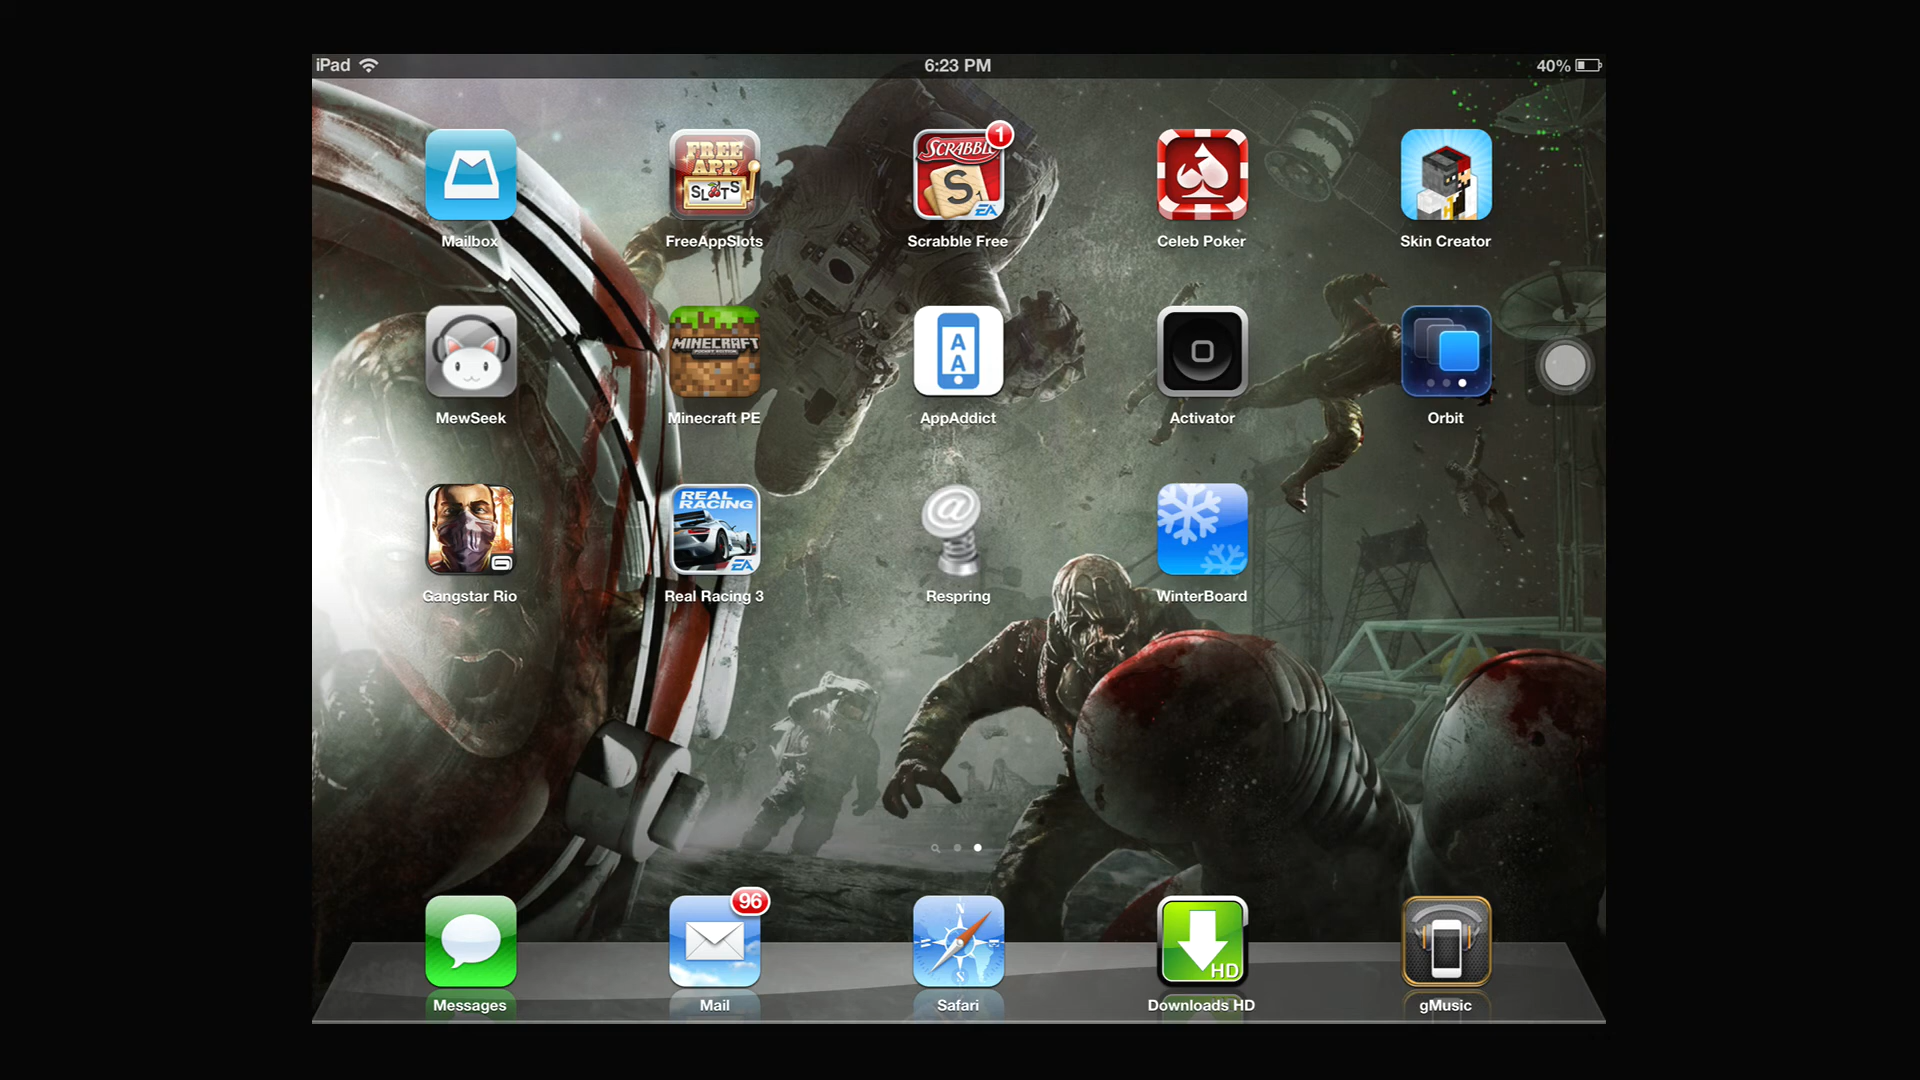 iPad 6:23 PM 40%
FREE
APP
SLOTS
SCRABBLE
1
S
EA
Mailbox FreeAppSlots Scrabble Free Celeb Poker Skin Creator
MINECRAFT
A
A
MewSeek Minecraft PE AppAddict Activator Orbit
REAL
RACING
EA
@
Gangstar Rio Real Racing 3 Respring WinterBoard
96
N
S
HD
Messages Mail Safari Downloads HD gMusic